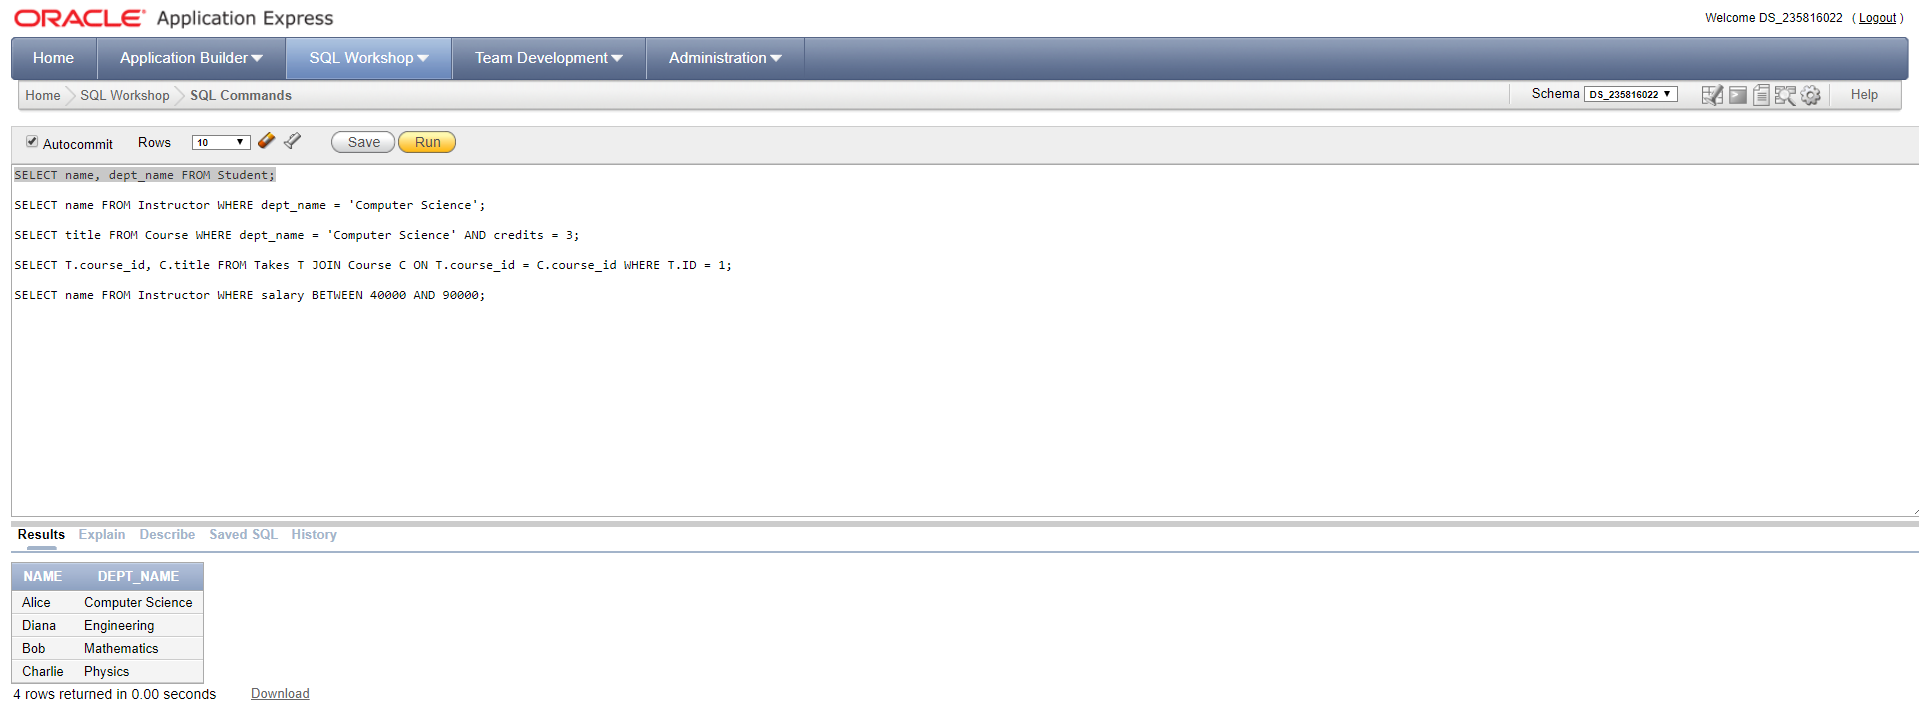 ORACLE Application Express
Welcome DS_235816022 ( Logout )
Home Application Builder SQL Workshop Team Development Administration
Home SQL Workshop SQL Commands Schema DS_235816022 Help
Autocommit Rows 10 Save Run
SELECT name, dept_name FROM Student;
SELECT name FROM Instructor WHERE dept_name = 'Computer Science';
SELECT title FROM Course WHERE dept_name = 'Computer Science' AND credits = 3;
SELECT T.course_id, C.title FROM Takes T JOIN Course C ON T.course_id = C.course_id WHERE T.ID = 1;
SELECT name FROM Instructor WHERE salary BETWEEN 40000 AND 90000;
Results Explain Describe Saved SQL History
NAME DEPT_NAME
Alice Computer Science
Diana Engineering
Bob Mathematics
Charlie Physics
4 rows returned in 0.00 seconds Download